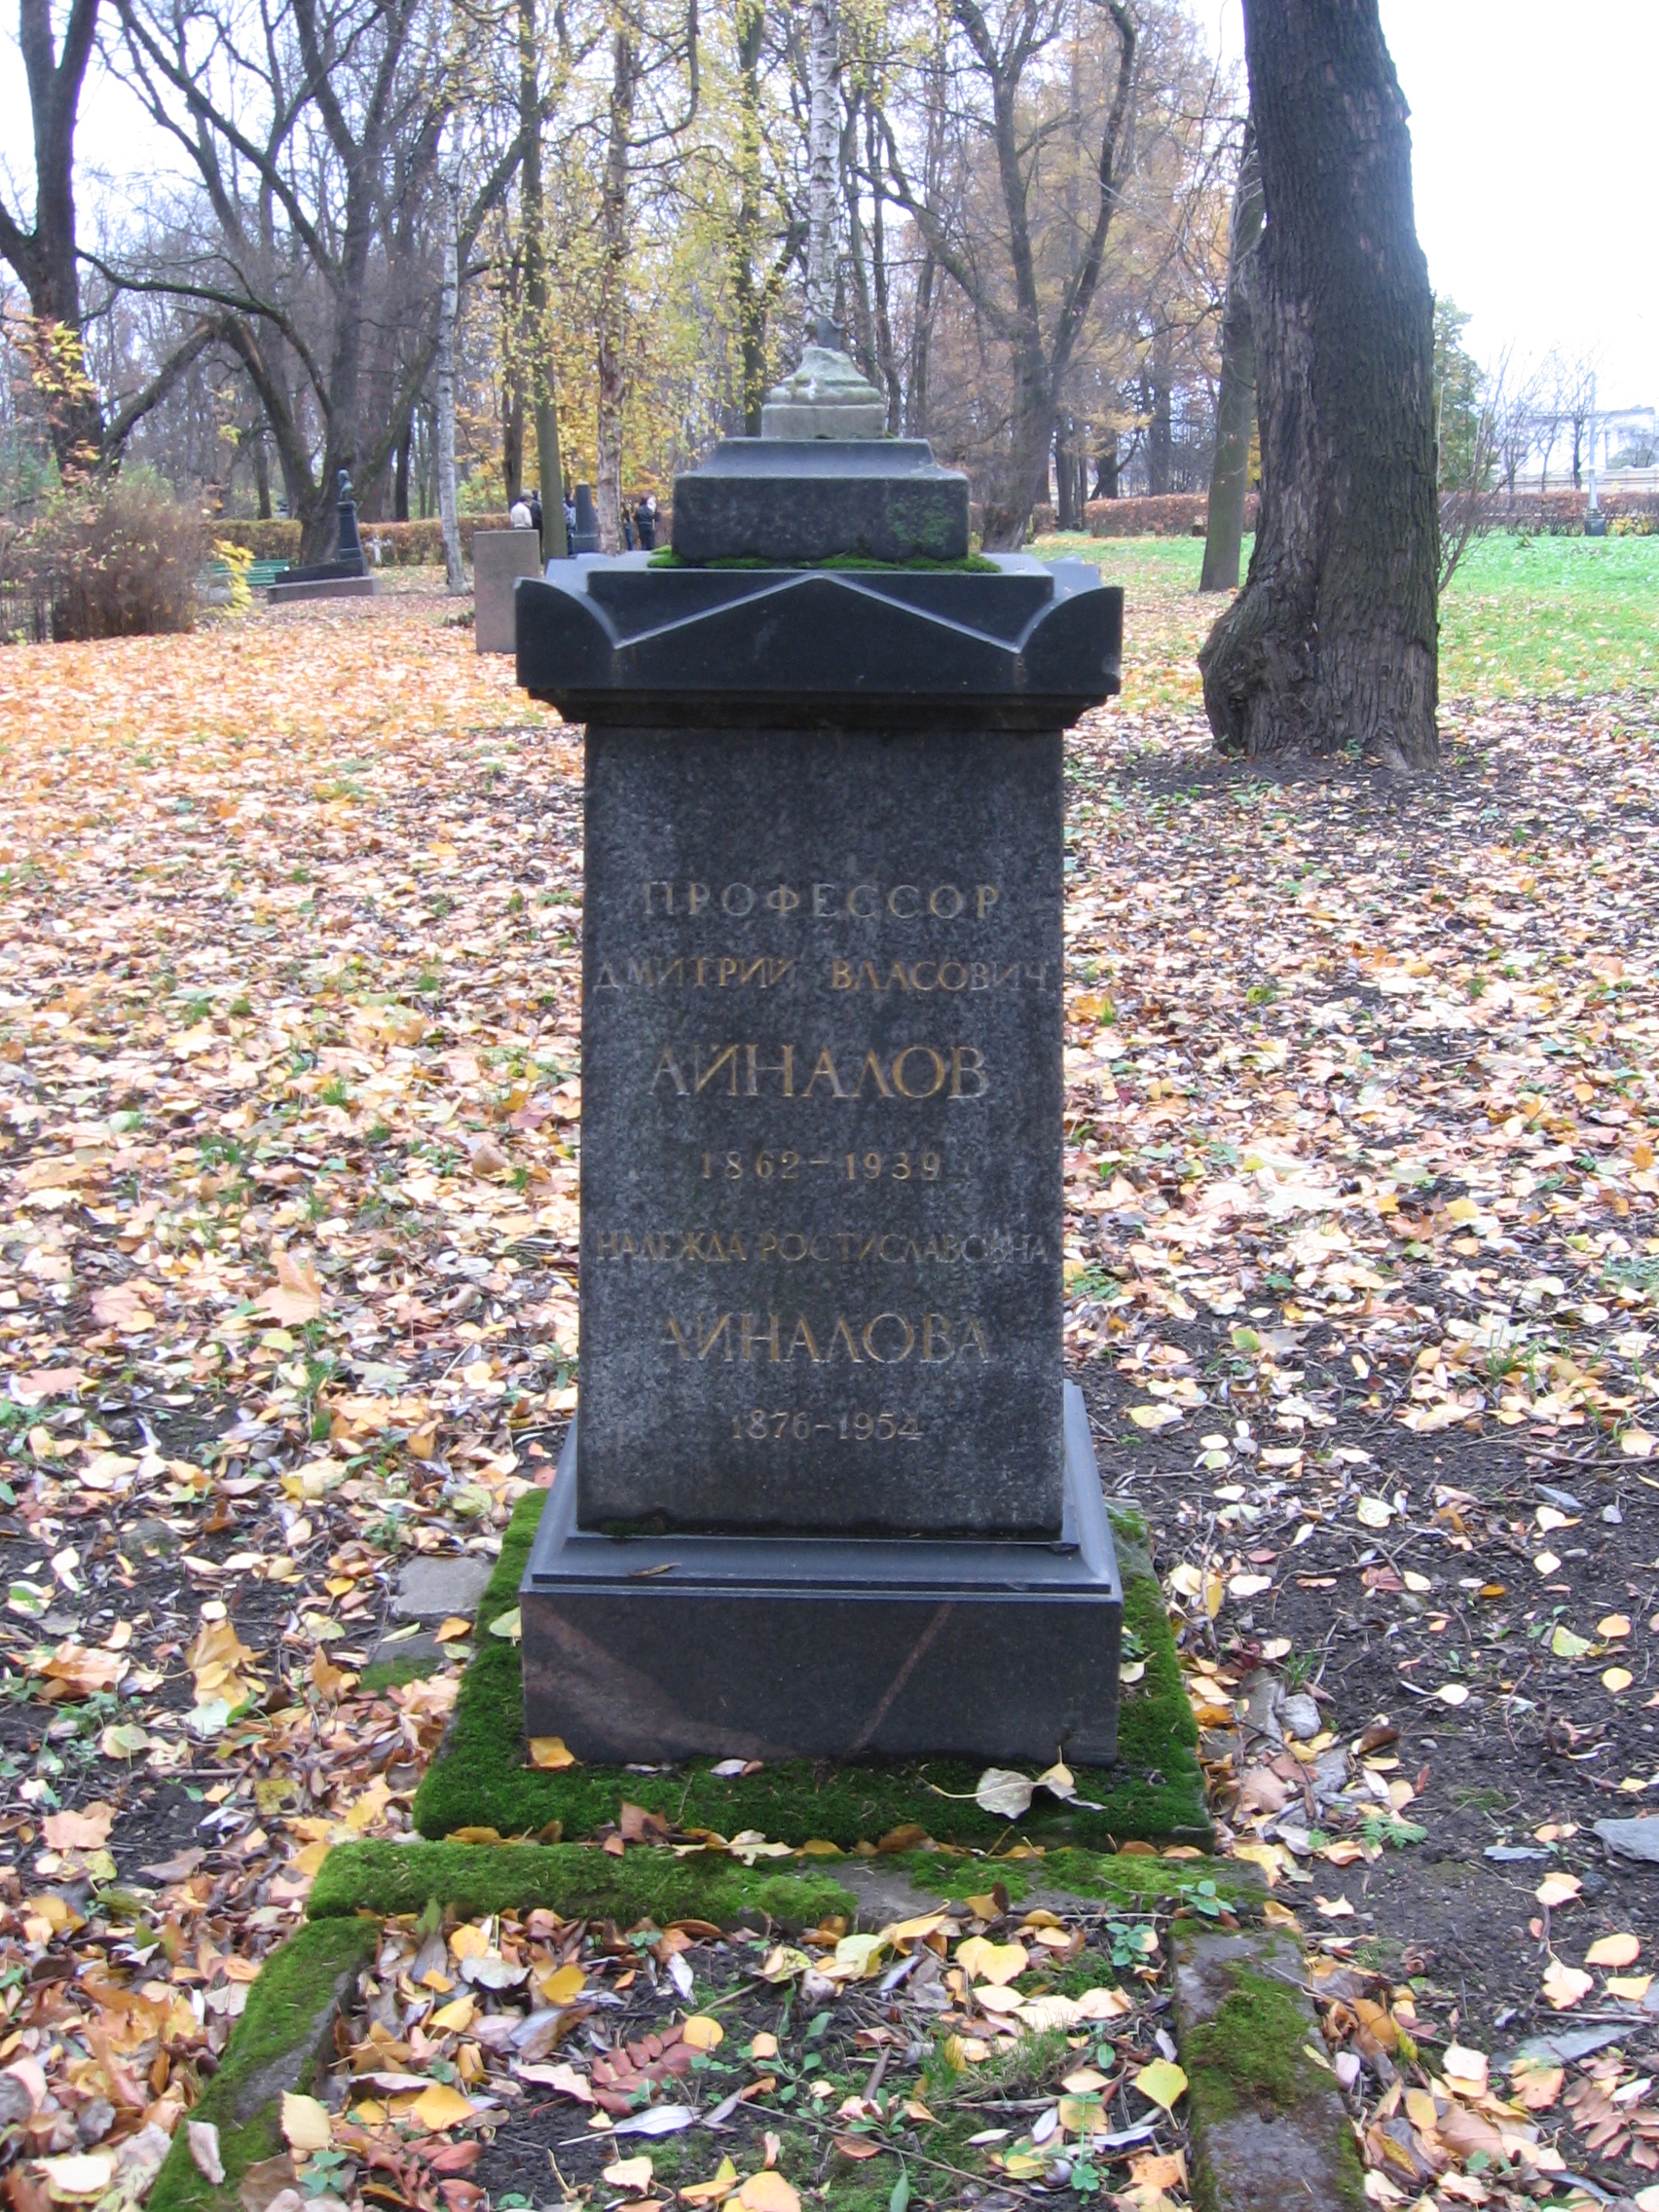 ПРОФЕССОР
ДМИТРИЙ ВЛАСОВИЧ
АЙНАЛОВ
1862-1939
НАДЕЖДА РОСТИСЛАВОВНА
АЙНАЛОВА
1876-1954